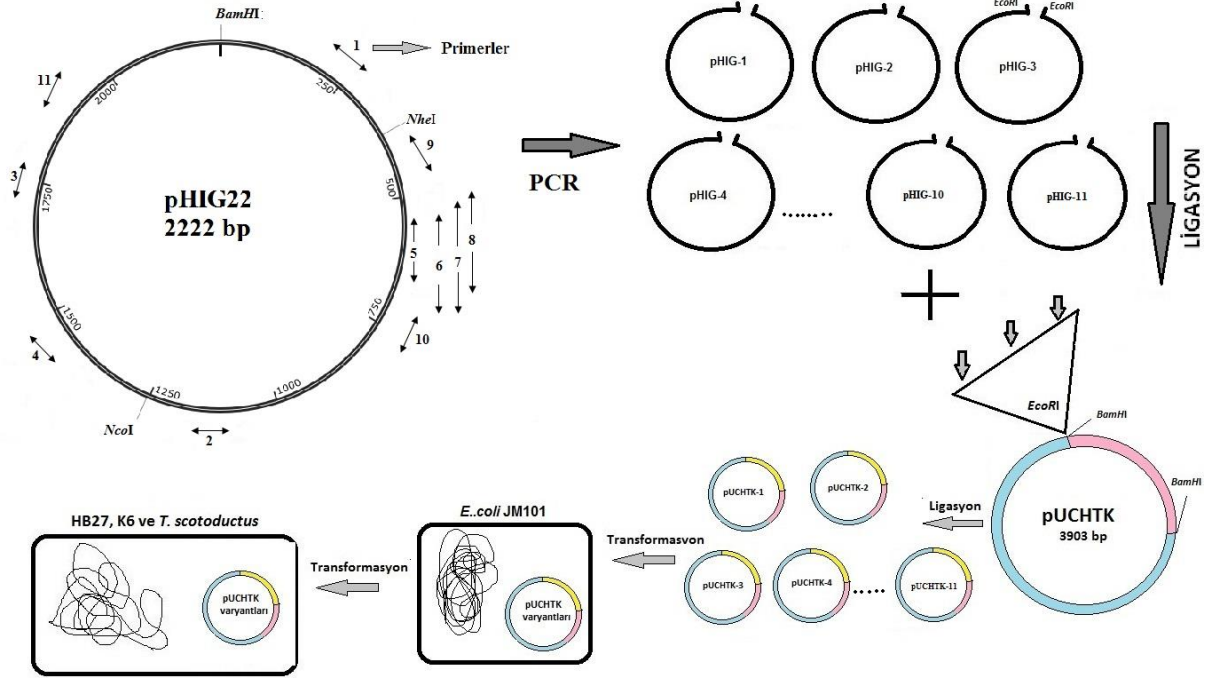 BamHI
1
Primerler
11
2000
250
NheI
9
3
1750
500
pHIG22
2222 bp
5
6
7
8
1500
750
10
4
1250
1000
NcoI
2
PCR
EcoRI
EcoRI
pHIG-1
pHIG-2
pHIG-3
pHIG-4
........
pHIG-10
pHIG-11
LİGASYON
EcoRI
BamHI
BamHI
pUCHTK
3903 bp
Ligasyon
pUCHTK-1
pUCHTK-2
pUCHTK-3
pUCHTK-4
.....
pUCHTK-11
Transformasvon
E..coli JM101
pUCHTK
varyantları
Transformasyon
HB27, K6 ve T. scotoductus
pUCHTK
varyantları